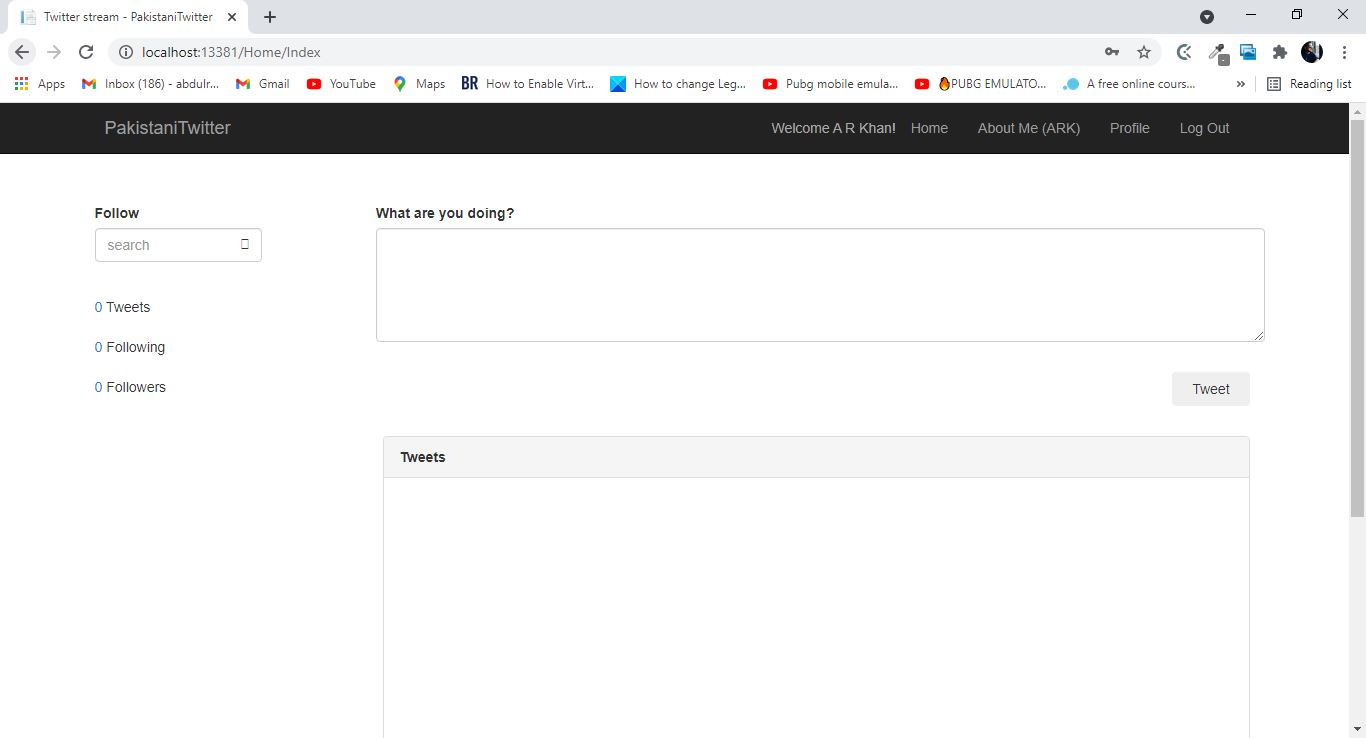 Twitter stream - PakistaniTwitter
localhost:13381/Home/Index
Apps Inbox (186) - abdulr... Gmail YouTube Maps BR How to Enable Virt... How to change Leg... Pubg mobile emula... PUBG EMULATO... A free online cours... » Reading list
PakistaniTwitter Welcome A R Khan! Home About Me (ARK) Profile Log Out
Follow
search
0 Tweets
0 Following
0 Followers
What are you doing?
Tweet
Tweets